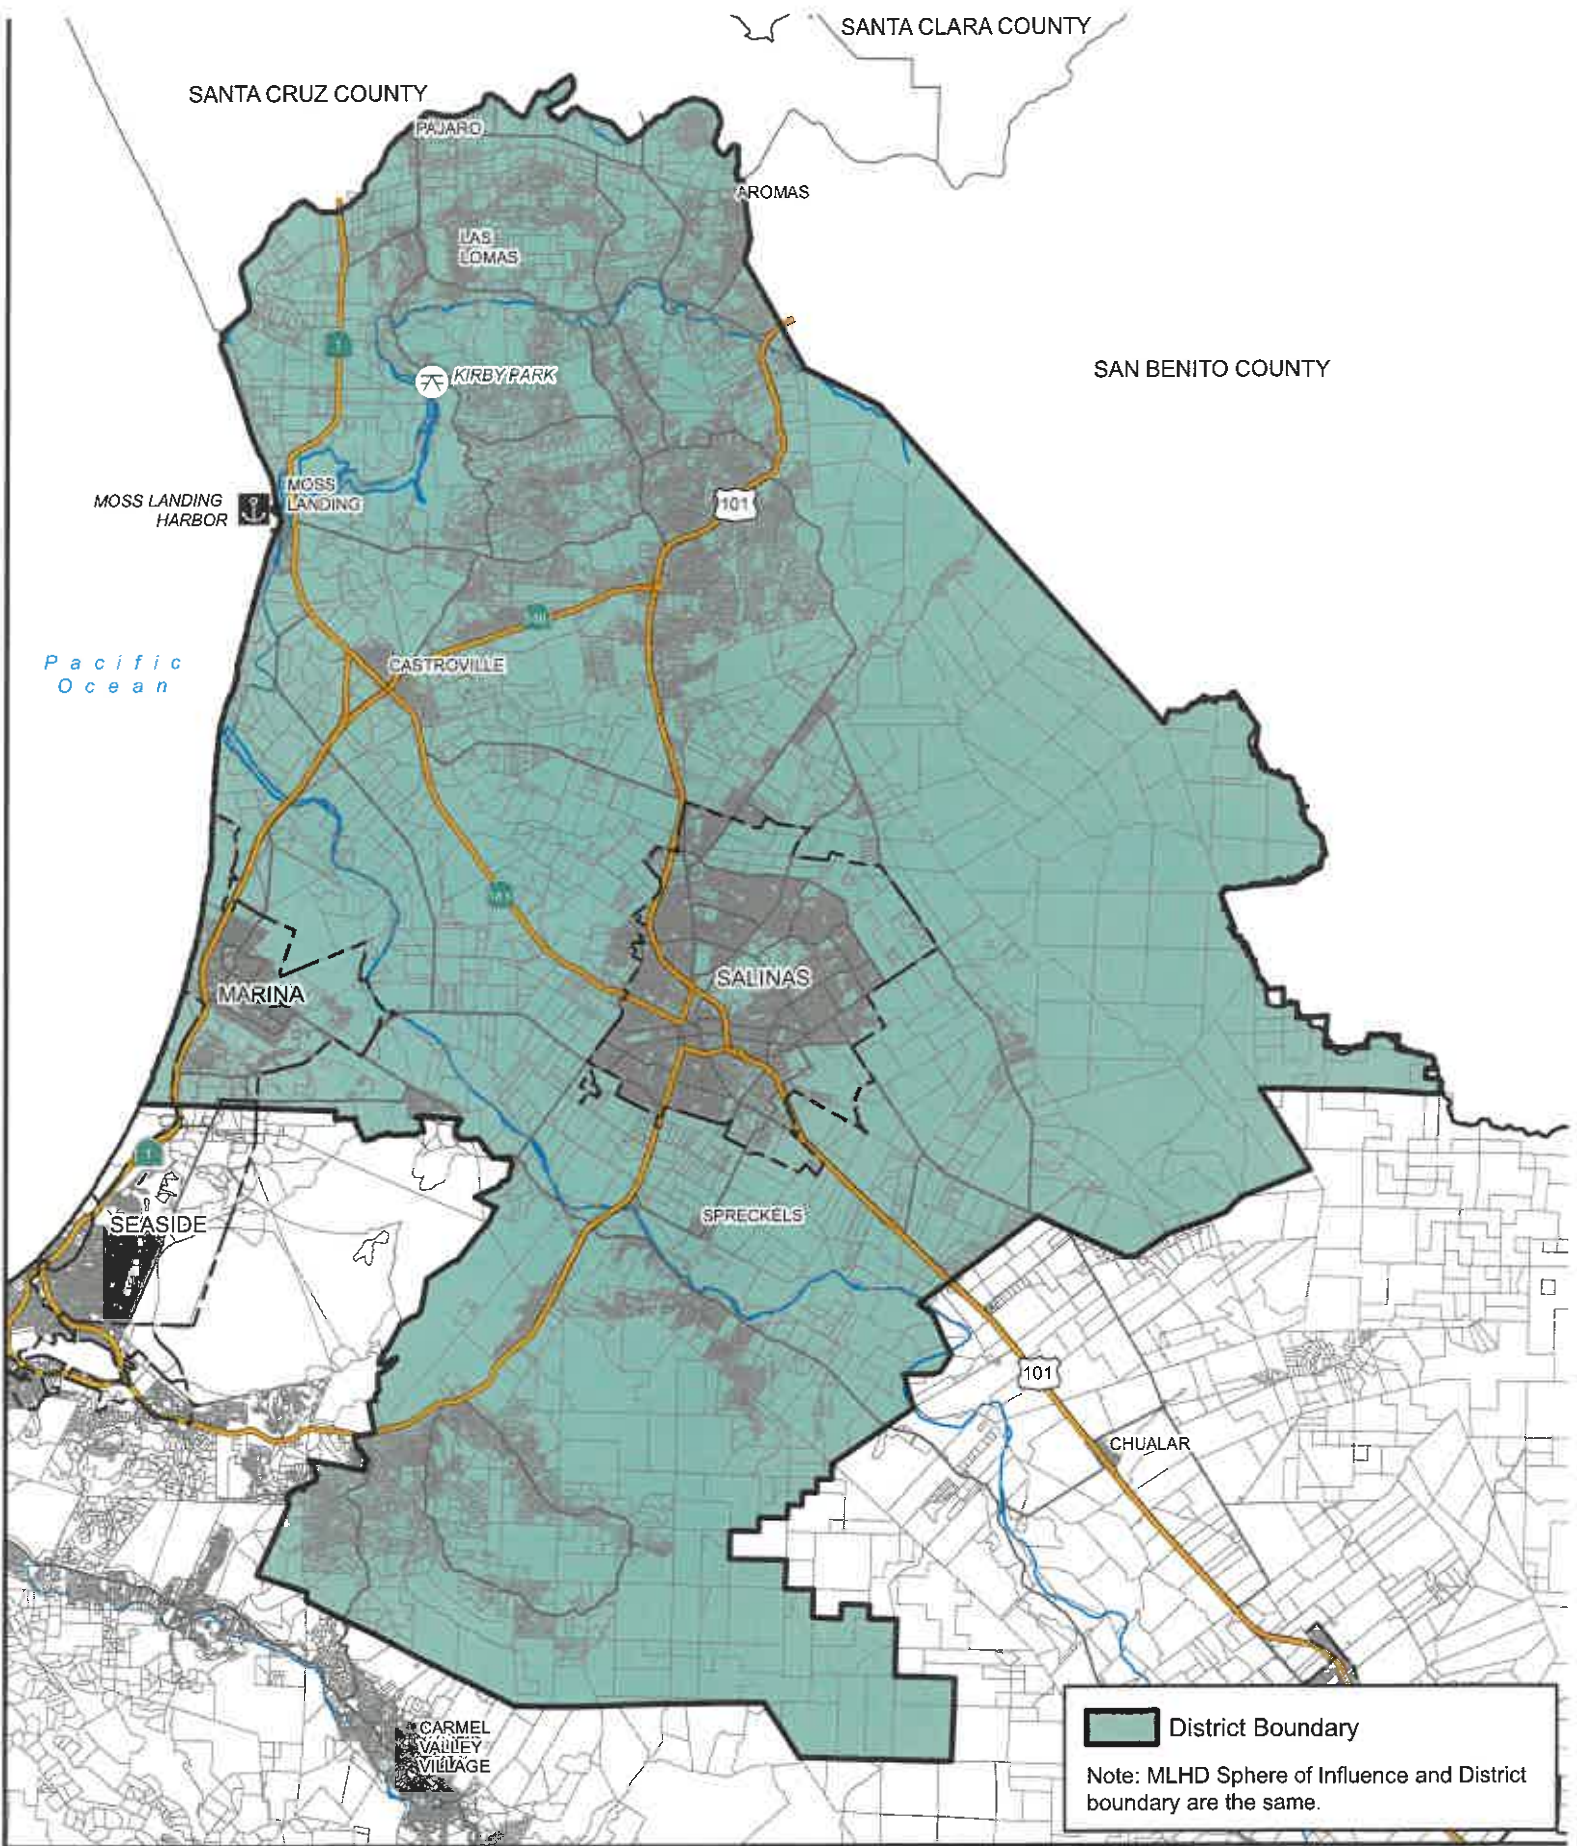 SANTA CLARA COUNTY
SANTA CRUZ COUNTY
PAJARO
AROMAS
LAS
LOMAS
1
KIRBY PARK
SAN BENITO COUNTY
MOSS LANDING
HARBOR
MOSS
LANDING
101
Pacific
Ocean
CASTROVILLE
MARINA
SALINAS
1
SEASIDE
SPRECKELS
101
CHUALAR
CARMEL
VALLEY
VILLAGE
District Boundary
Note: MLHD Sphere of Influence and District
boundary are the same.